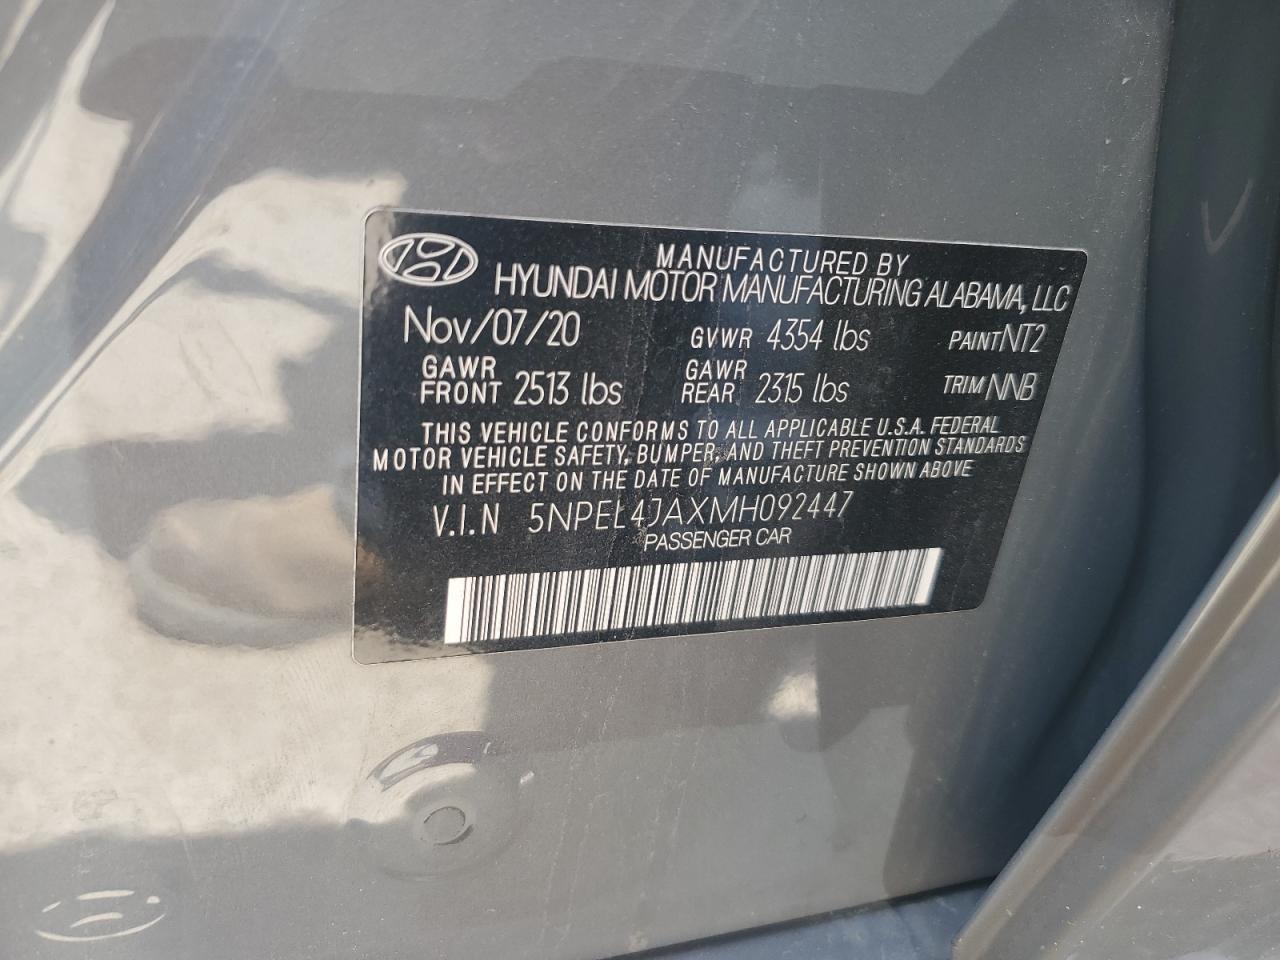 MANUFACTURED BY
HYUNDAI MOTOR MANUFACTURING ALABAMA, LLC
Nov/07/20 GVWR 4354 lbs PAINT NT2
GAWR FRONT 2513 lbs GAWR REAR 2315 lbs TRIM NNB
THIS VEHICLE CONFORMS TO ALL APPLICABLE U.S.A. FEDERAL
MOTOR VEHICLE SAFETY, BUMPER, AND THEFT PREVENTION STANDARDS
IN EFFECT ON THE DATE OF MANUFACTURE SHOWN ABOVE
V.I.N 5NPEL4JAXMH092447
PASSENGER CAR